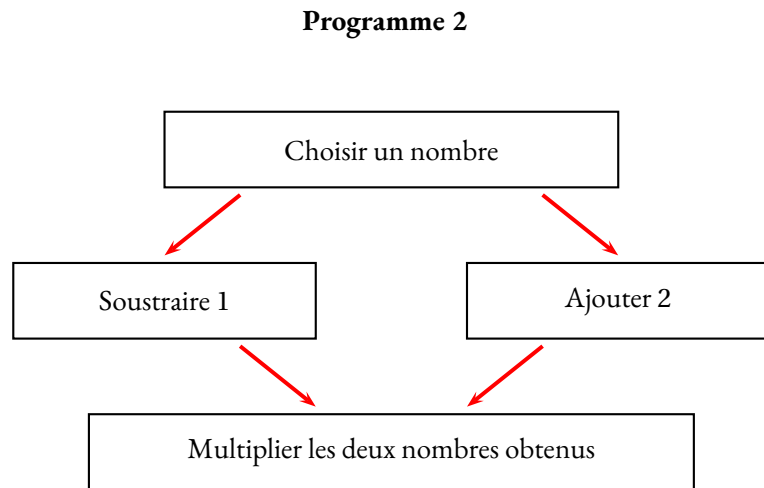 Programme 2
Choisir un nombre
Soustraire 1
Ajouter 2
Multiplier les deux nombres obtenus